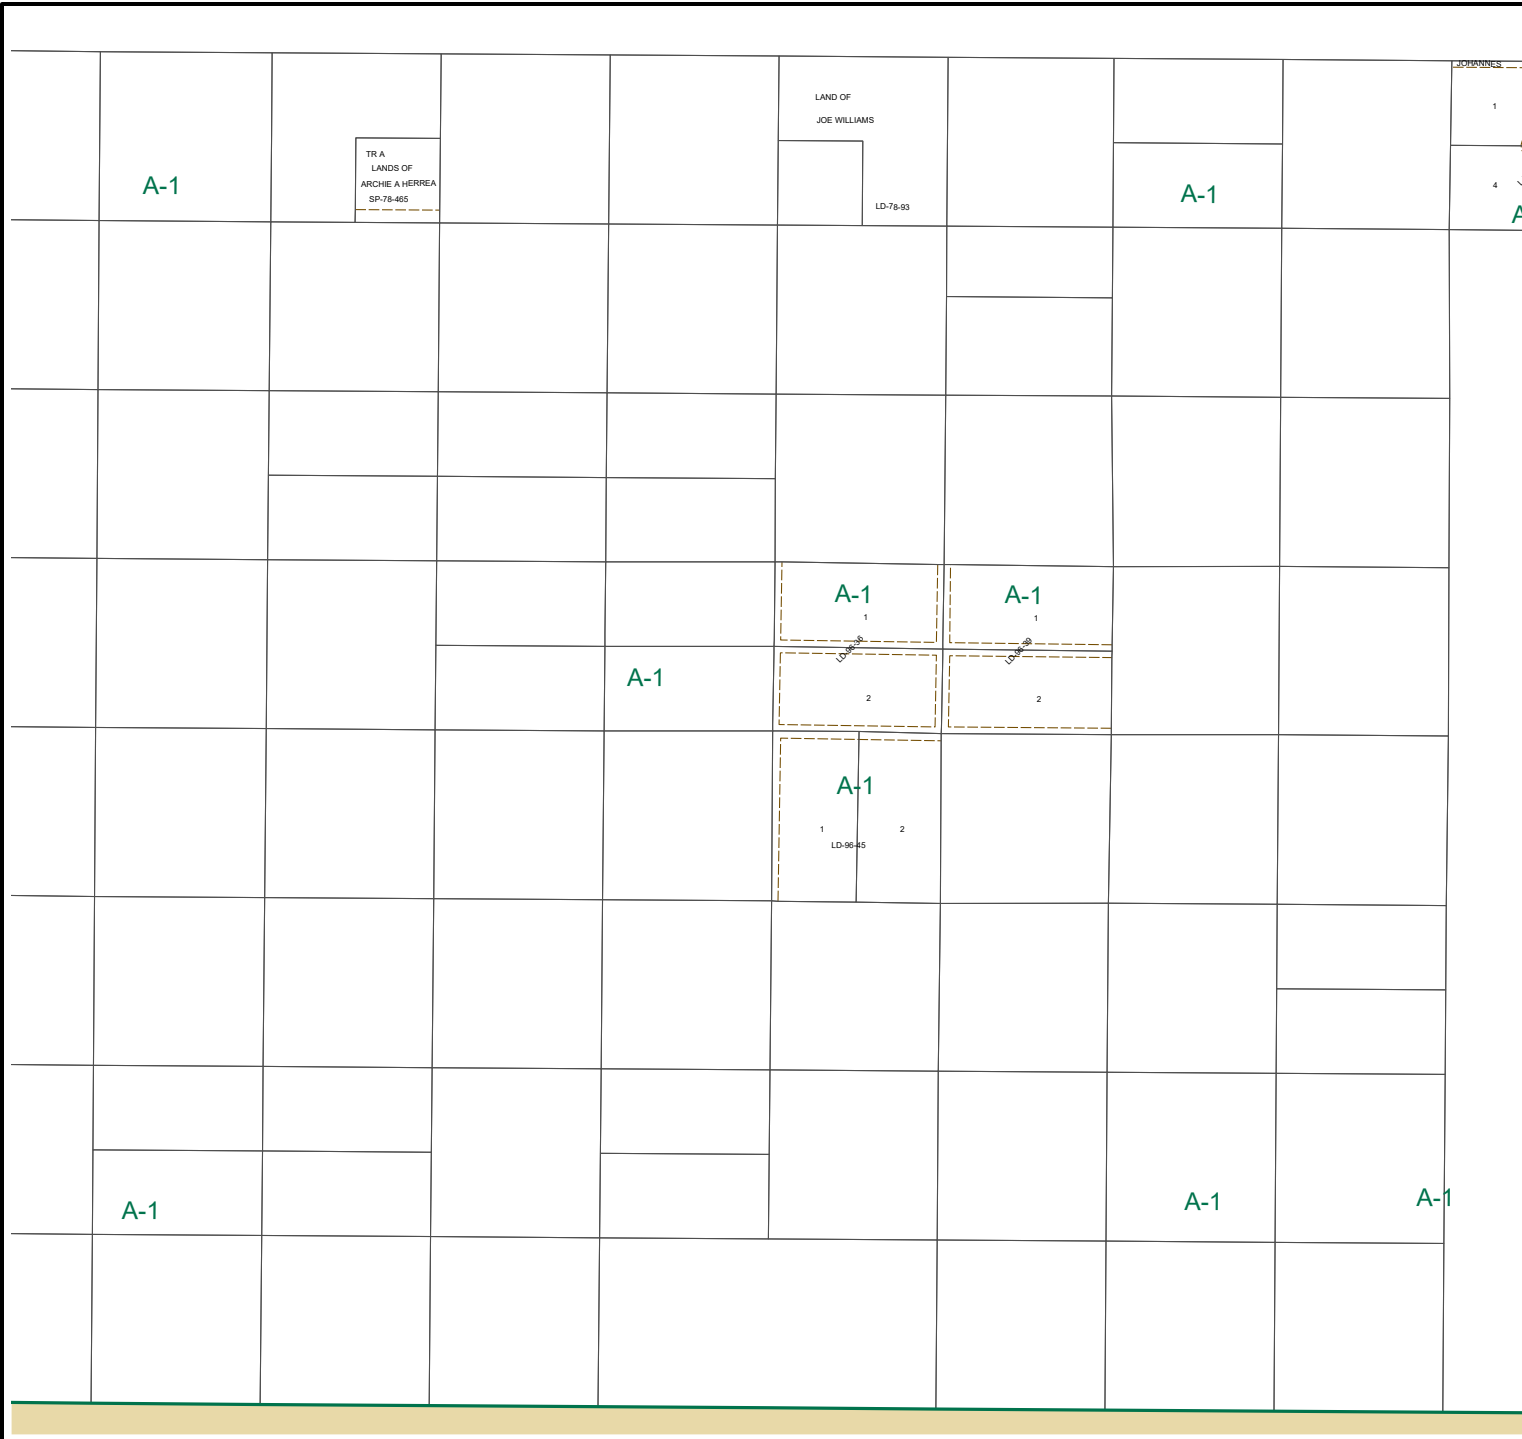 JOHANNES
1
LAND OF
JOE WILLIAMS
TR A
LANDS OF
ARCHIE A HERREA
SP-78-465
A-1
LD-78-93
A-1
4
A-1
1
LD-96-36
2
A-1
1
LD-96-39
2
A-1
A-1
1
2
LD-96-45
A-1
A-1
A-1